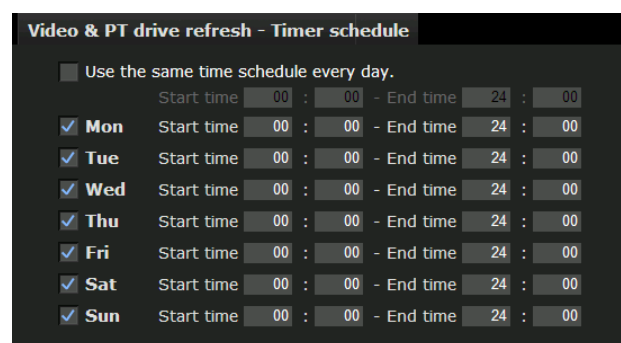 Video & PT drive refresh - Timer schedule
Use the same time schedule every day.
Start time 00 : 00 - End time 24 : 00
Mon Start time 00 : 00 - End time 24 : 00
Tue Start time 00 : 00 - End time 24 : 00
Wed Start time 00 : 00 - End time 24 : 00
Thu Start time 00 : 00 - End time 24 : 00
Fri Start time 00 : 00 - End time 24 : 00
Sat Start time 00 : 00 - End time 24 : 00
Sun Start time 00 : 00 - End time 24 : 00